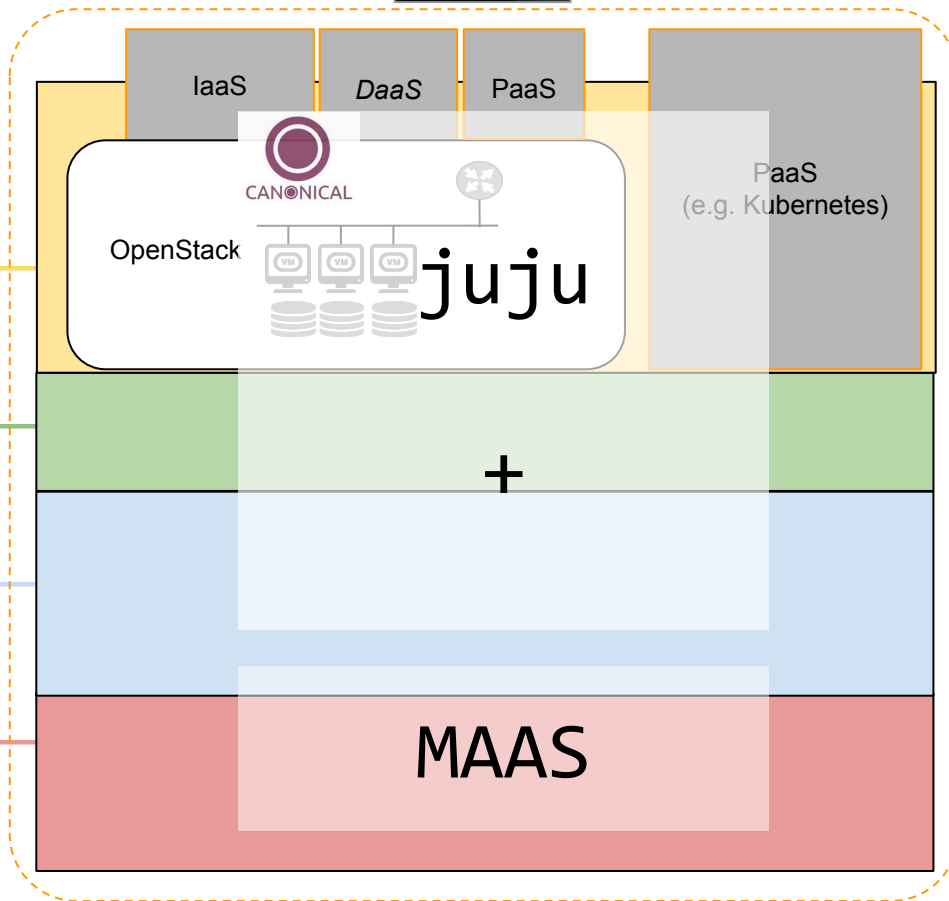 IaaS
DaaS
PaaS
CANONICAL
OpenStack
VM
VM
VM
juju
PaaS
(e.g. Kubernetes)
+
MAAS